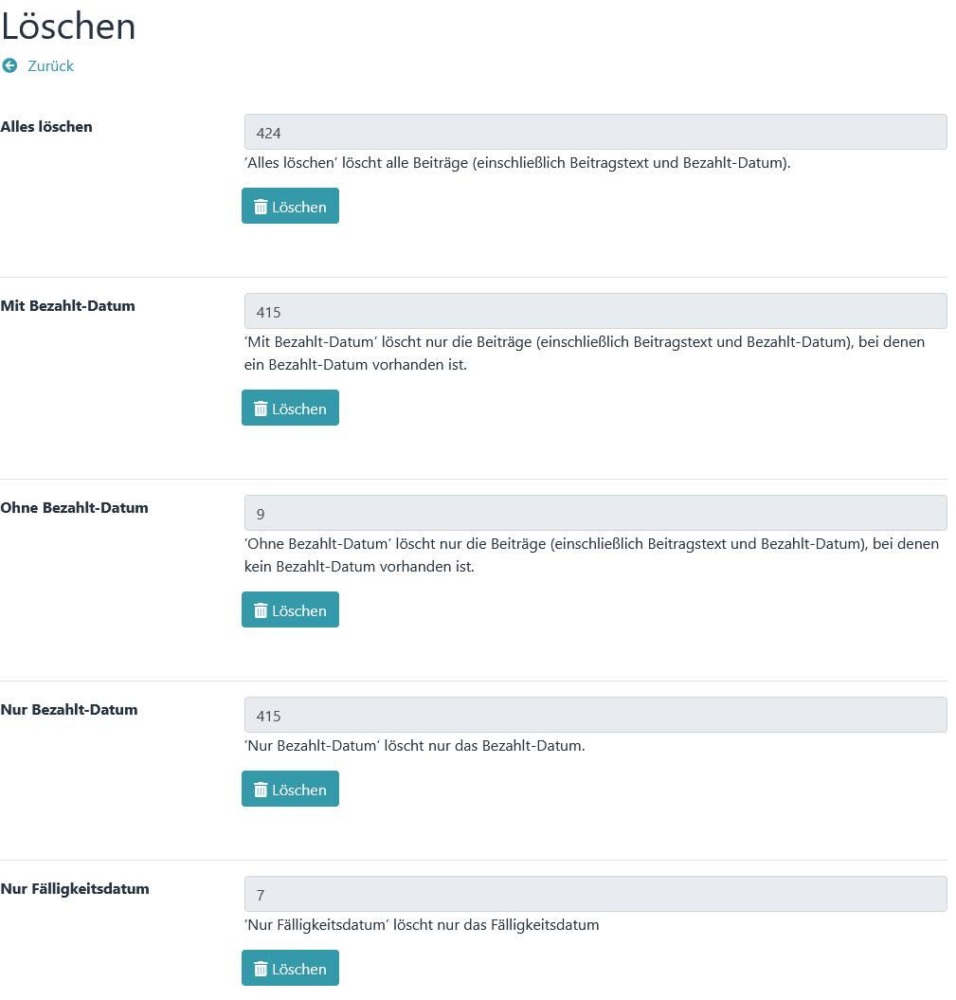 Löschen
Zurück
Alles löschen
424
'Alles löschen' löscht alle Beiträge (einschließlich Beitragstext und Bezahlt-Datum).
Löschen
Mit Bezahlt-Datum
415
'Mit Bezahlt-Datum' löscht nur die Beiträge (einschließlich Beitragstext und Bezahlt-Datum), bei denen
ein Bezahlt-Datum vorhanden ist.
Löschen
Ohne Bezahlt-Datum
9
'Ohne Bezahlt-Datum' löscht nur die Beiträge (einschließlich Beitragstext und Bezahlt-Datum), bei denen
kein Bezahlt-Datum vorhanden ist.
Löschen
Nur Bezahlt-Datum
415
'Nur Bezahlt-Datum' löscht nur das Bezahlt-Datum.
Löschen
Nur Fälligkeitsdatum
7
'Nur Fälligkeitsdatum' löscht nur das Fälligkeitsdatum
Löschen